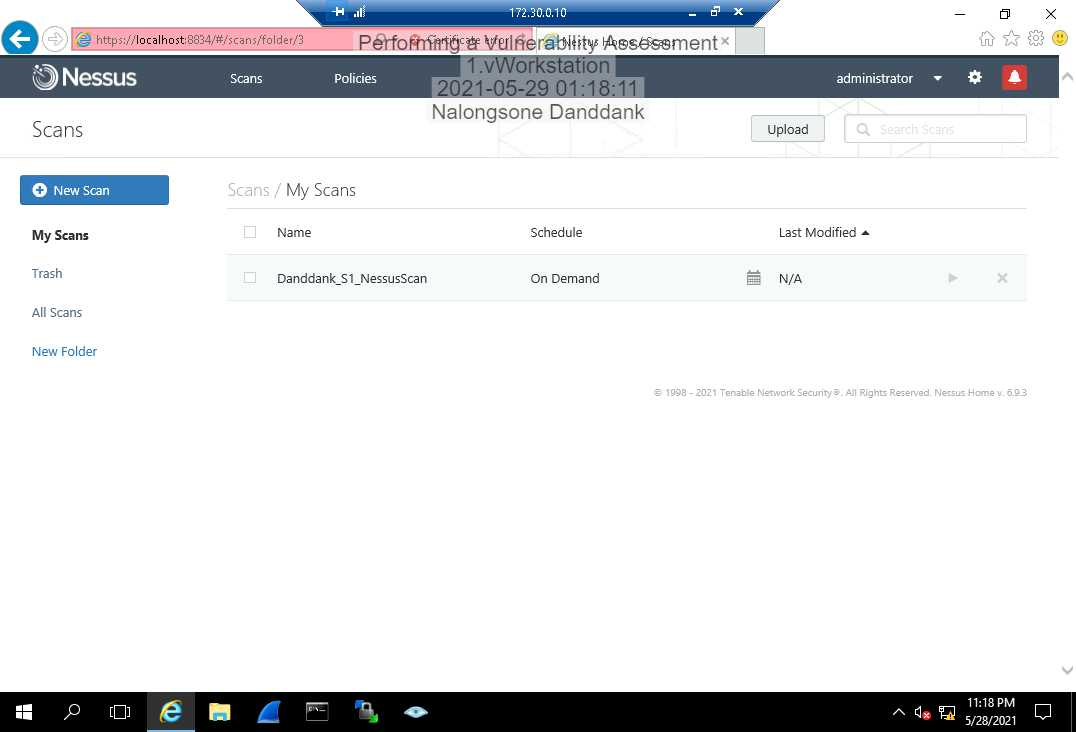 172.30.0.10
https://localhost:8834/#/scans/folder/3
Performing a Vulnerability Assessment
1.vWorkstation
2021-05-29 01:18:11
Nalongsone Danddank
Nessus
Scans
Policies
administrator
Scans
Upload
Search Scans
New Scan
Scans / My Scans
My Scans
Trash
All Scans
New Folder
Name Schedule Last Modified
Danddank_S1_NessusScan On Demand N/A
© 1998 - 2021 Tenable Network Security®. All Rights Reserved. Nessus Home v. 6.9.3
11:18 PM
5/28/2021